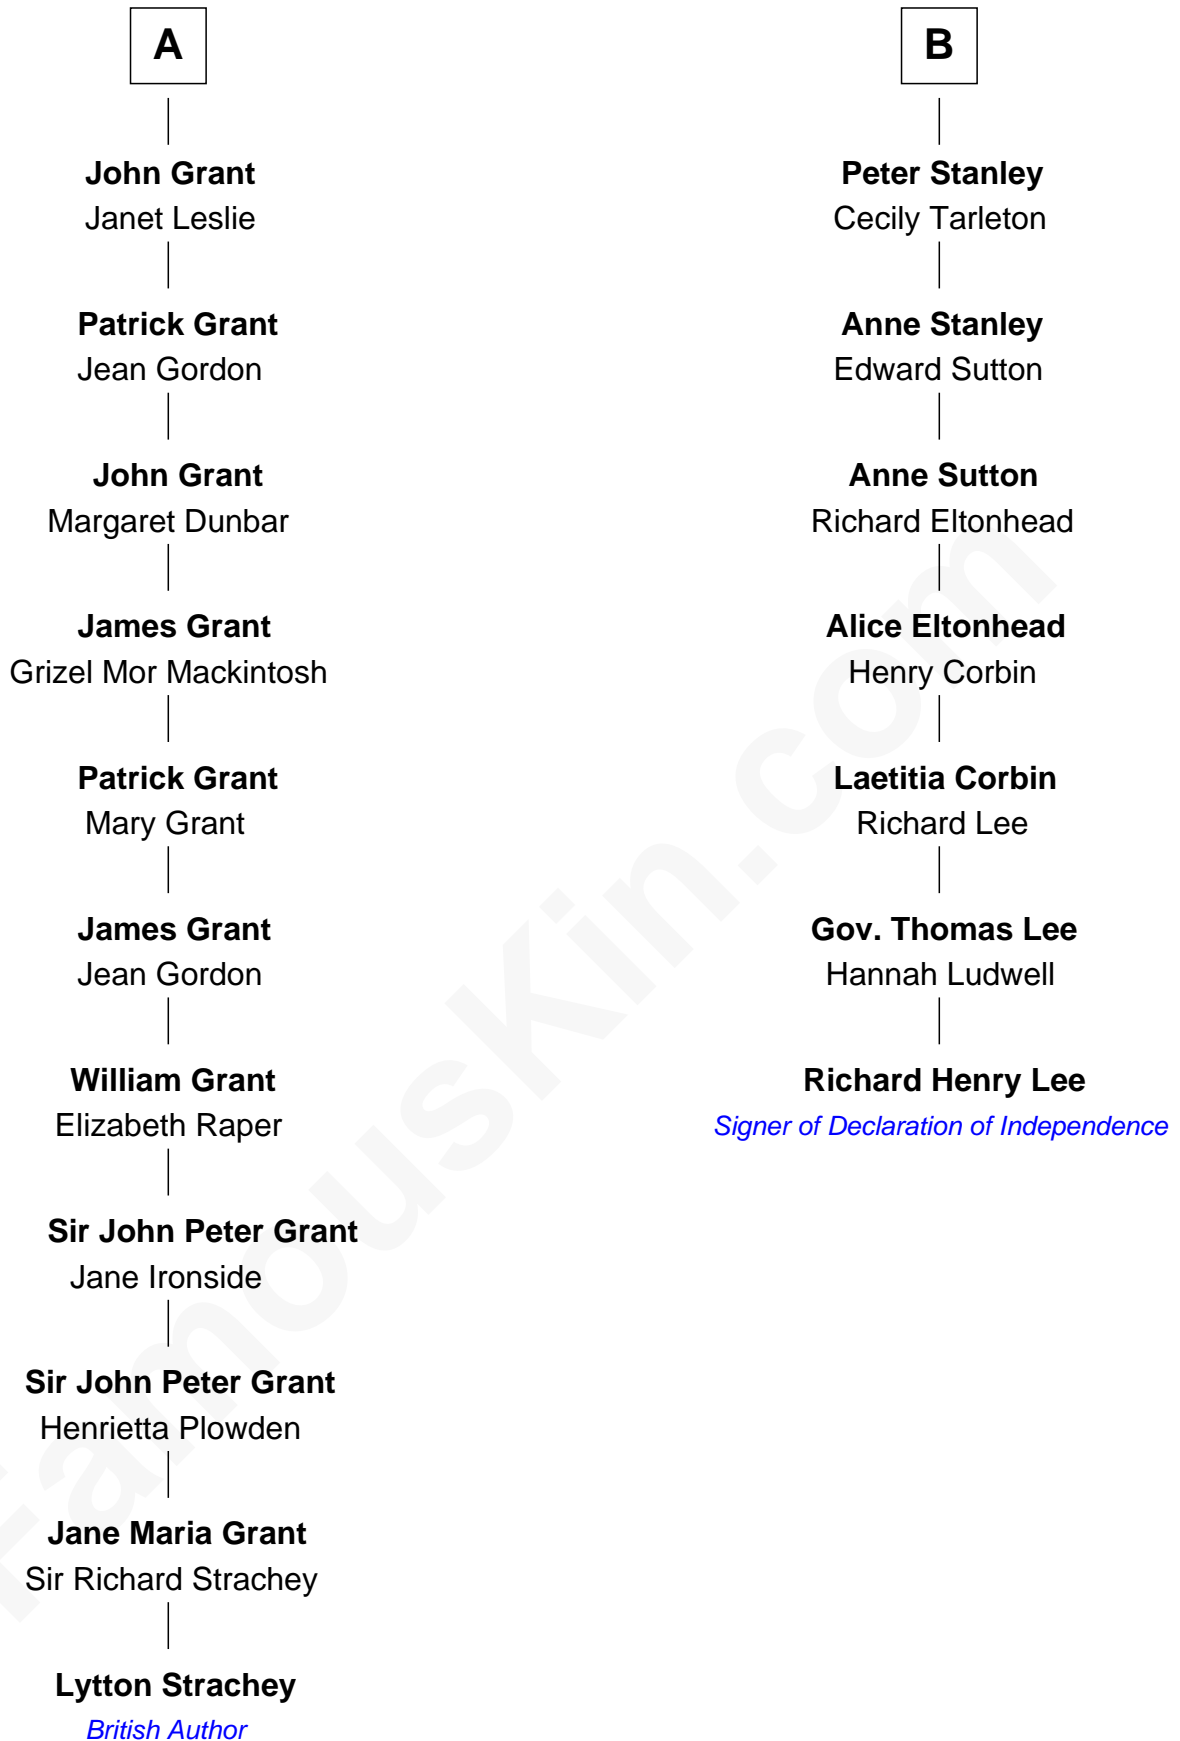 A
John Grant
Janet Leslie
Patrick Grant
Jean Gordon
John Grant
Margaret Dunbar
James Grant
Grizel Mor Mackintosh
Patrick Grant
Mary Grant
James Grant
Jean Gordon
William Grant
Elizabeth Raper
Sir John Peter Grant
Jane Ironside
Sir John Peter Grant
Henrietta Plowden
Jane Maria Grant
Sir Richard Strachey
Lytton Strachey
British Author
B
Peter Stanley
Cecily Tarleton
Anne Stanley
Edward Sutton
Anne Sutton
Richard Eltonhead
Alice Eltonhead
Henry Corbin
Laetitia Corbin
Richard Lee
Gov. Thomas Lee
Hannah Ludwell
Richard Henry Lee
Signer of Declaration of Independence
FamousKin.com